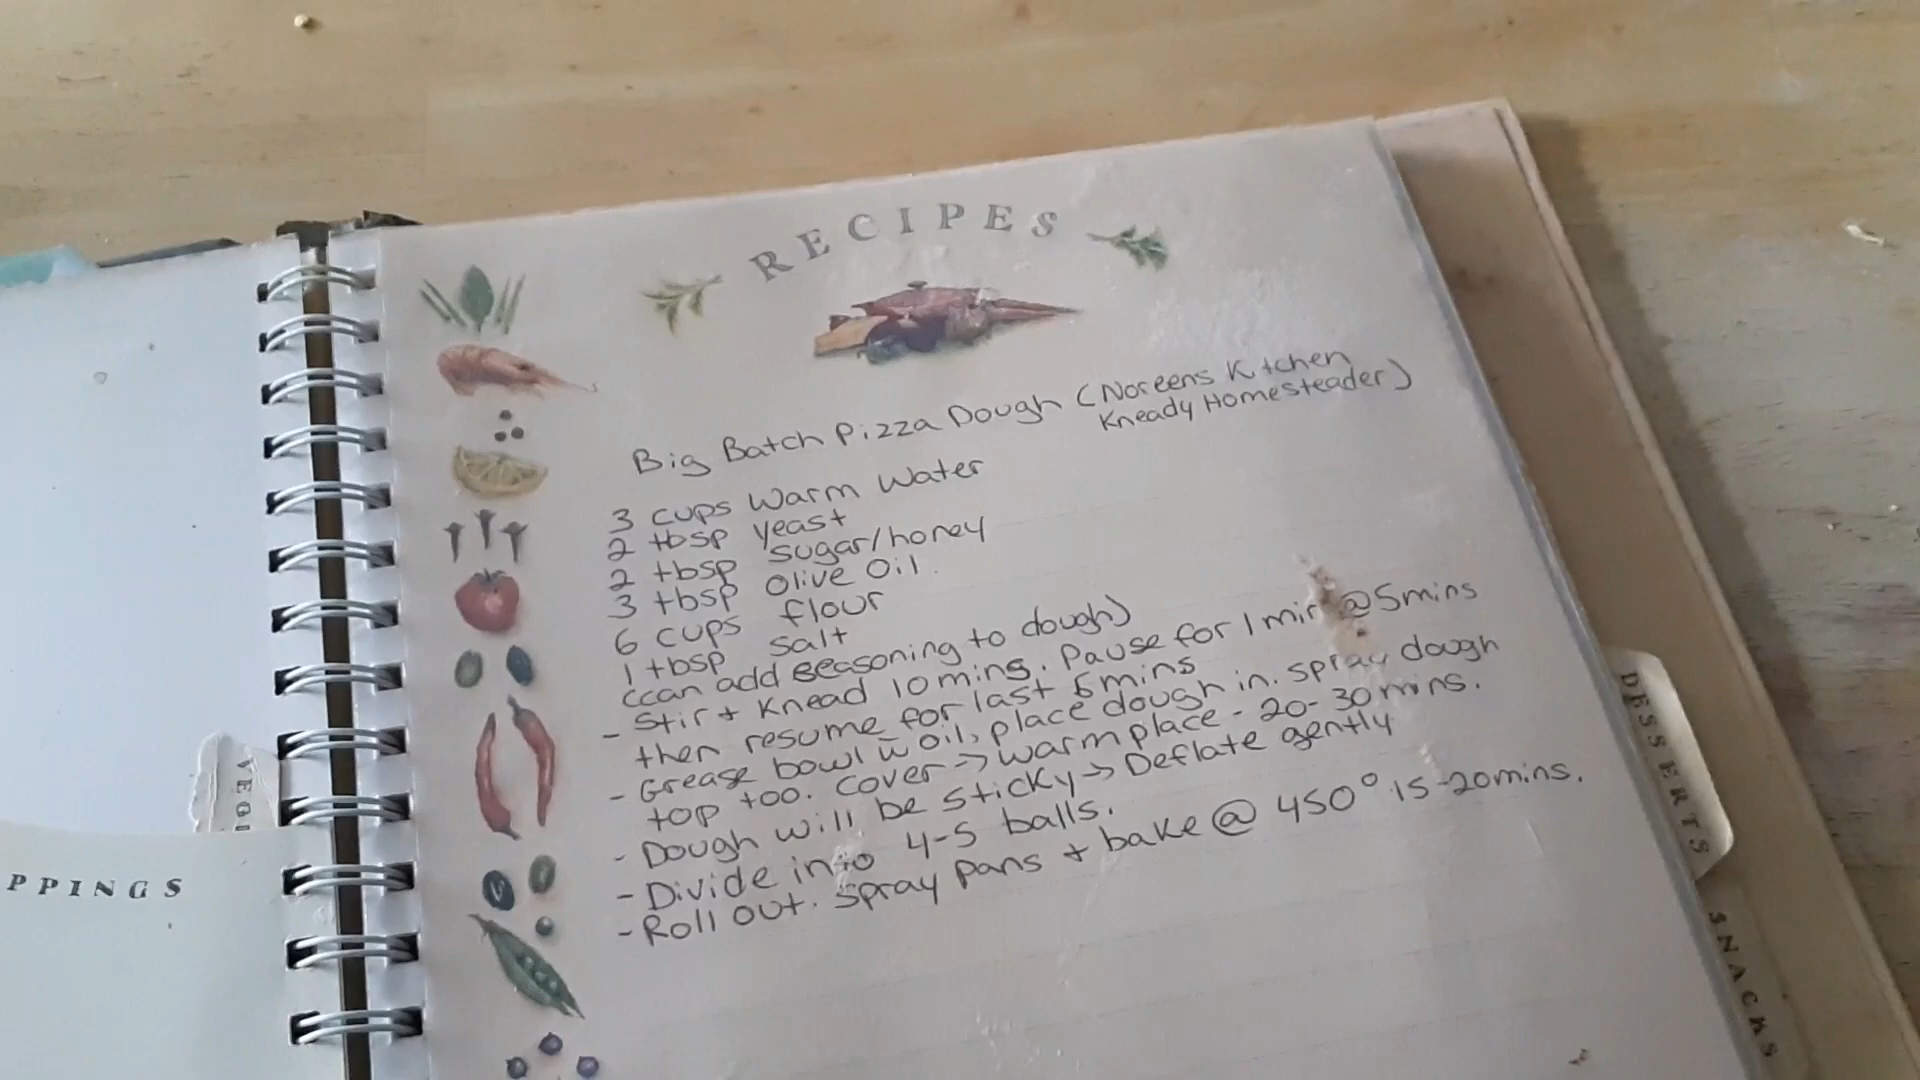 RECIPES
Big Batch Pizza Dough (Noreens Kitchen
Kneady Homesteader)
3 cups Warm Water
2 tbsp yeast
2 tbsp sugar/honey
3 tbsp Olive Oil.
6 cups flour
1 tbsp salt
(can add seasoning to dough)
- Stir + Knead 10 mins. Pause for 1 min @ 5mins
then resume for last 5 mins
- Grease bowl w oil, place dough in. spray dough
top too. Cover → warm place - 20-30 mins.
- Dough will be sticky → Deflate gently
- Divide into 4-5 balls.
- Roll out. Spray pans + bake @ 450° 15-20mins.
DESSERTS
SNACKS
VEGI
PPINGS